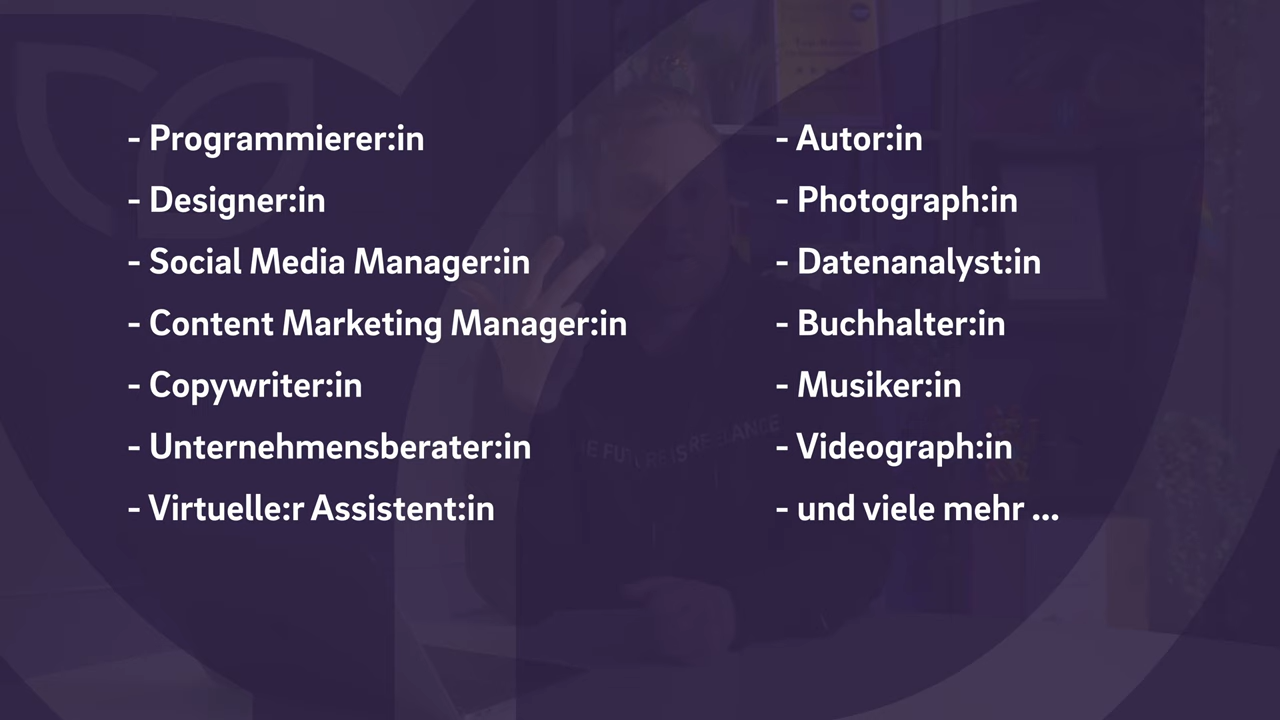 - Programmierer:in
- Designer:in
- Social Media Manager:in
- Content Marketing Manager:in
- Copywriter:in
- Unternehmensberater:in
- Virtuelle:r Assistent:in
- Autor:in
- Photograph:in
- Datenanalyst:in
- Buchhalter:in
- Musiker:in
- Videograph:in
- und viele mehr ...